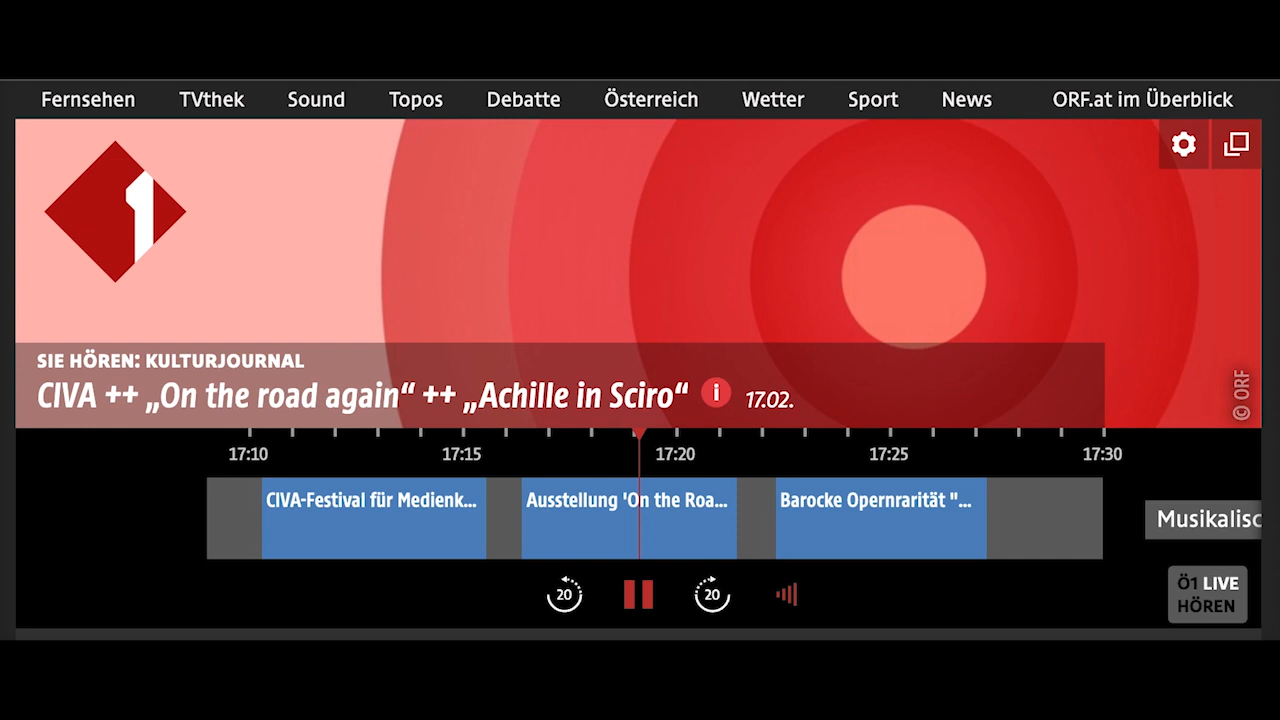 Fernsehen TVthek Sound Topos Debatte Österreich Wetter Sport News ORF.at im Überblick
1
SIE HÖREN: KULTURJOURNAL
CIVA ++ „On the road again“ ++ „Achille in Sciro“ i 17.02.
© ORF
17:10 17:15 17:20 17:25 17:30
CIVA-Festival für Medienk... Ausstellung 'On the Roa... Barocke Opernrarität "...
Musikalisc
20 20
Ö1 LIVE
HÖREN